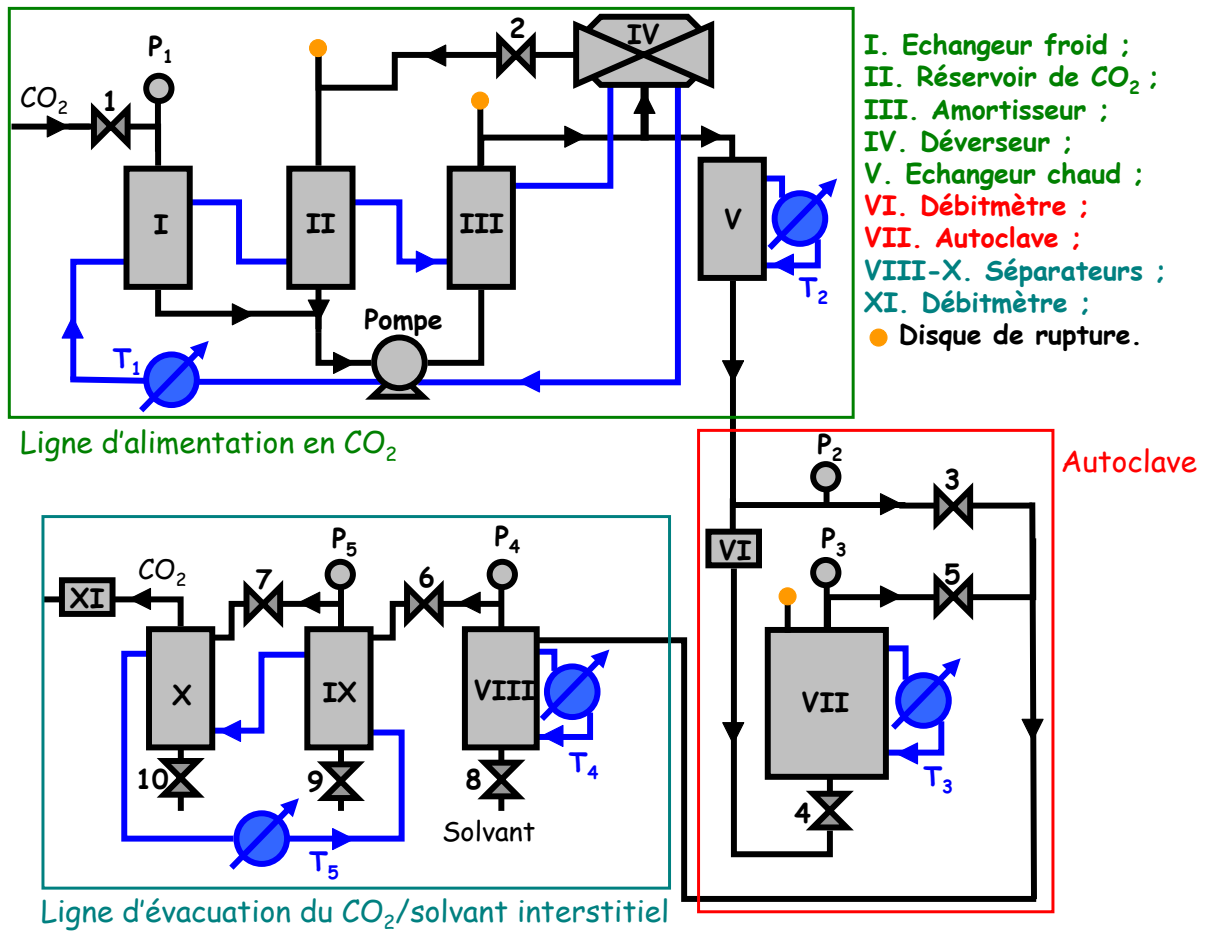 CO₂
1
P₁
2
IV
I
II
III
V
T₂
Pompe
T₁
I. Echangeur froid ;
II. Réservoir de CO₂ ;
III. Amortisseur ;
IV. Déverseur ;
V. Echangeur chaud ;
VI. Débitmètre ;
VII. Autoclave ;
VIII-X. Séparateurs ;
XI. Débitmètre ;
Disque de rupture.
Ligne d'alimentation en CO₂
Autoclave
P₂
3
VI
P₃
5
VII
T₃
4
XI
CO₂
7
P₅
6
P₄
X
IX
VIII
T₄
10
9
8
Solvant
T₅
Ligne d'évacuation du CO₂/solvant interstitiel